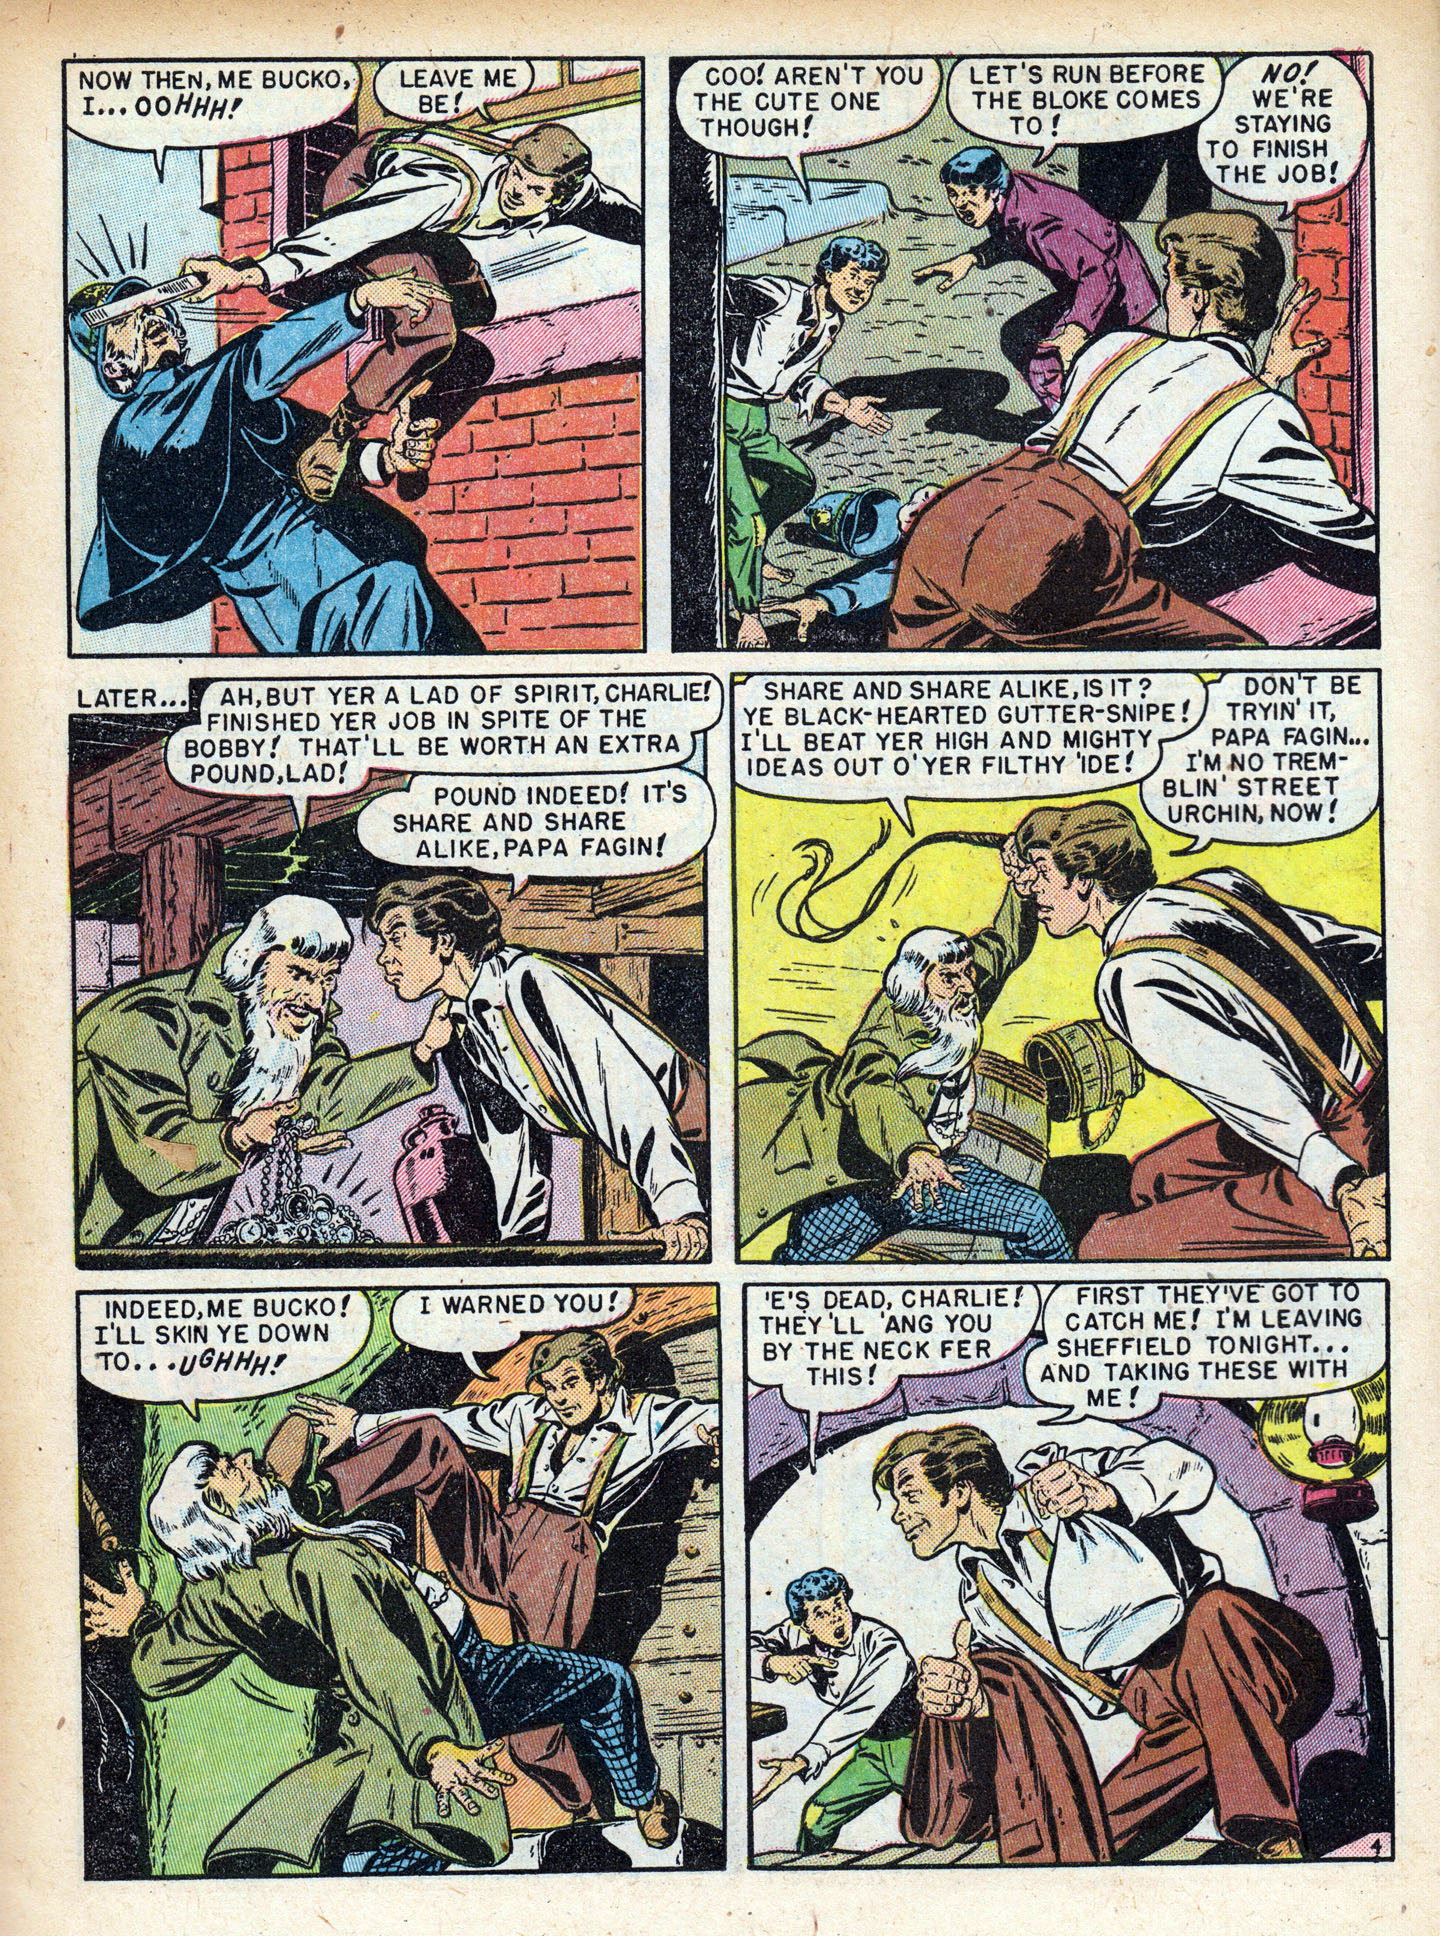 NOW THEN, ME BUCKO,
I...OOHHH!
LEAVE ME
BE!
COO! AREN'T YOU
THE CUTE ONE
THOUGH!
LET'S RUN BEFORE
THE BLOKE COMES
TO!
NO!
WE'RE
STAYING
TO FINISH
THE JOB!
LATER...
AH, BUT YER A LAD OF SPIRIT, CHARLIE!
FINISHED YER JOB IN SPITE OF THE
BOBBY! THAT'LL BE WORTH AN EXTRA
POUND, LAD!
POUND INDEED! IT'S
SHARE AND SHARE
ALIKE, PAPA FAGIN!
SHARE AND SHARE ALIKE, IS IT?
YE BLACK-HEARTED GUTTER-SNIPE!
I'LL BEAT YER HIGH AND MIGHTY
IDEAS OUT O' YER FILTHY 'IDE!
DON'T BE
TRYIN' IT,
PAPA FAGIN...
I'M NO TREM-
BLIN' STREET
URCHIN, NOW!
INDEED, ME BUCKO!
I'LL SKIN YE DOWN
TO...UGHHH!
I WARNED YOU!
'E'S DEAD, CHARLIE!
THEY'LL 'ANG YOU
BY THE NECK FER
THIS!
FIRST THEY'VE GOT TO
CATCH ME! I'M LEAVING
SHEFFIELD TONIGHT...
AND TAKING THESE WITH
ME!
4